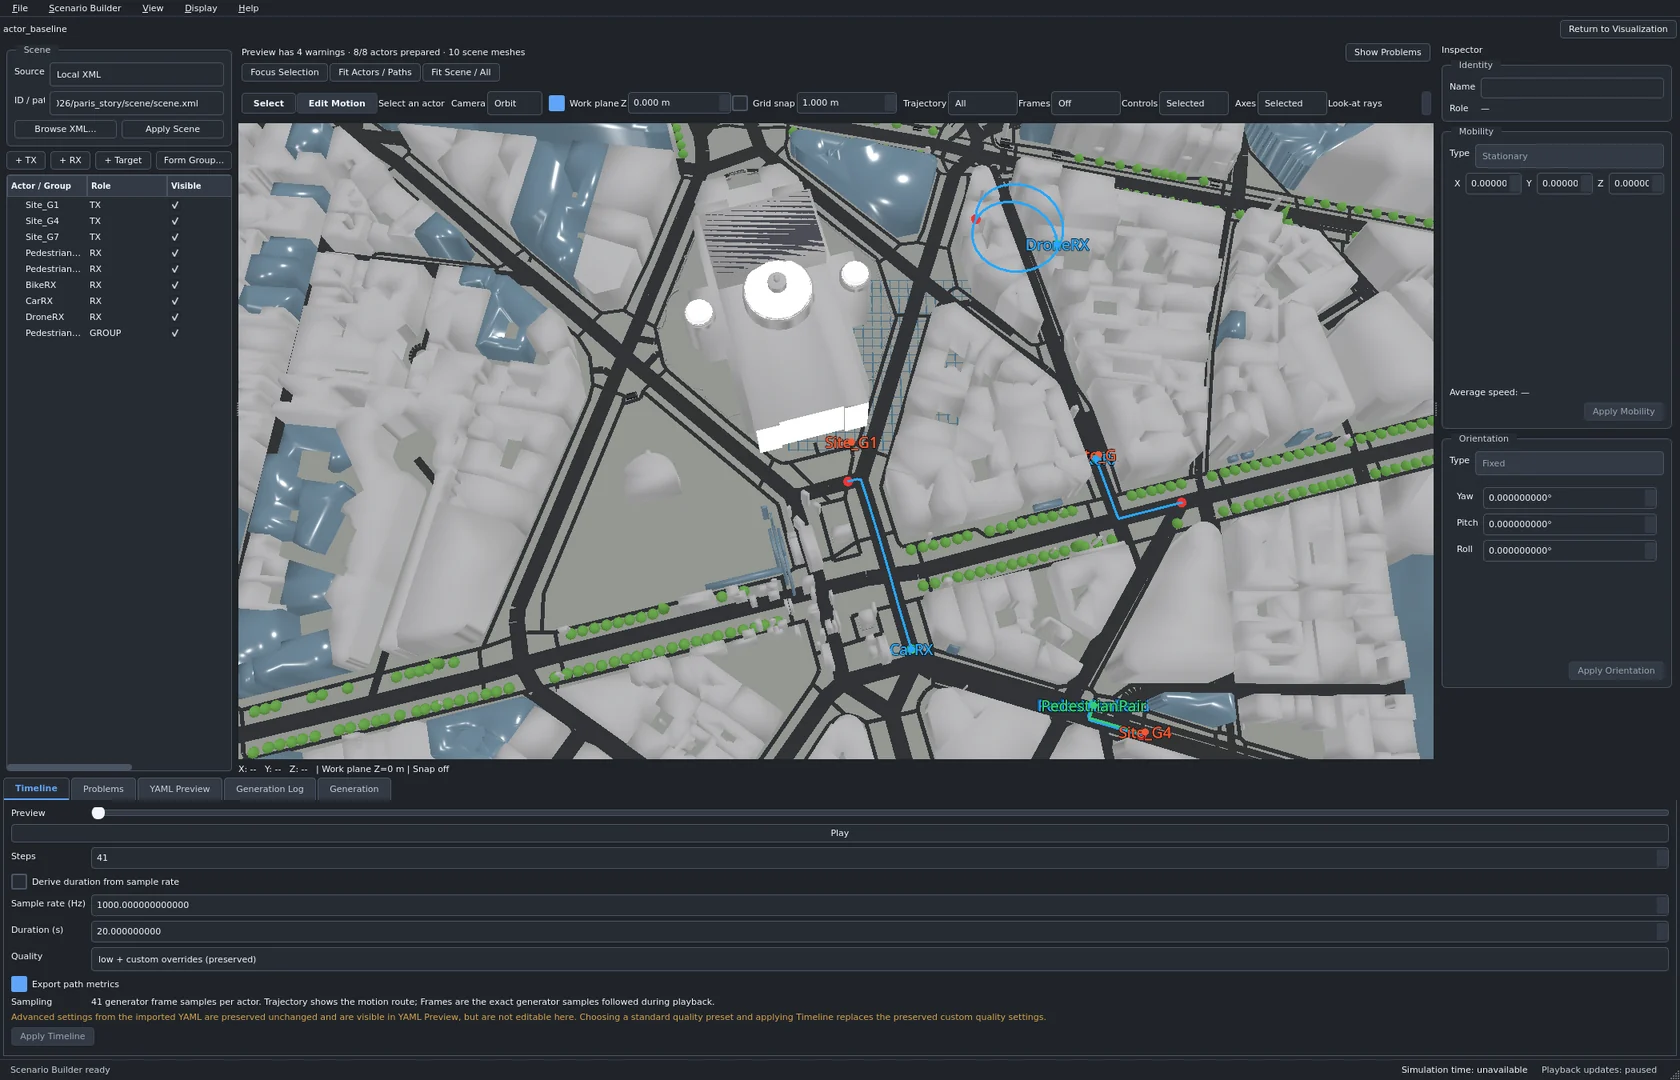 File Scenario Builder View Display Help
actor_baseline
Return to Visualization
Scene
Source Local XML
ID / pat )26/paris_story/scene/scene.xml
Browse XML... Apply Scene
+ TX + RX + Target Form Group...
Actor / Group Role Visible
Site_G1 TX ✓
Site_G4 TX ✓
Site_G7 TX ✓
Pedestrian... RX ✓
Pedestrian... RX ✓
BikeRX RX ✓
CarRX RX ✓
DroneRX RX ✓
Pedestrian... GROUP ✓
Preview has 4 warnings · 8/8 actors prepared · 10 scene meshes
Show Problems
Focus Selection Fit Actors / Paths Fit Scene / All
Select Edit Motion Select an actor Camera Orbit Work plane Z 0.000 m Grid snap 1.000 m Trajectory All Frames Off Controls Selected Axes Selected Look-at rays
DroneRX
Site_G1
CarRX
PedestrianPair
Site_G4
X: -- Y: -- Z: -- | Work plane Z=0 m | Snap off
Inspector
Identity
Name
Role —
Mobility
Type Stationary
X 0.00000 Y 0.00000 Z 0.00000
Average speed: —
Apply Mobility
Orientation
Type Fixed
Yaw 0.000000000°
Pitch 0.000000000°
Roll 0.000000000°
Apply Orientation
Timeline Problems YAML Preview Generation Log Generation
Preview
Play
Steps 41
Derive duration from sample rate
Sample rate (Hz) 1000.000000000000
Duration (s) 20.000000000
Quality low + custom overrides (preserved)
Export path metrics
Sampling 41 generator frame samples per actor. Trajectory shows the motion route; Frames are the exact generator samples followed during playback.
Advanced settings from the imported YAML are preserved unchanged and are visible in YAML Preview, but are not editable here. Choosing a standard quality preset and applying Timeline replaces the preserved custom quality settings.
Apply Timeline
Scenario Builder ready
Simulation time: unavailable Playback updates: paused